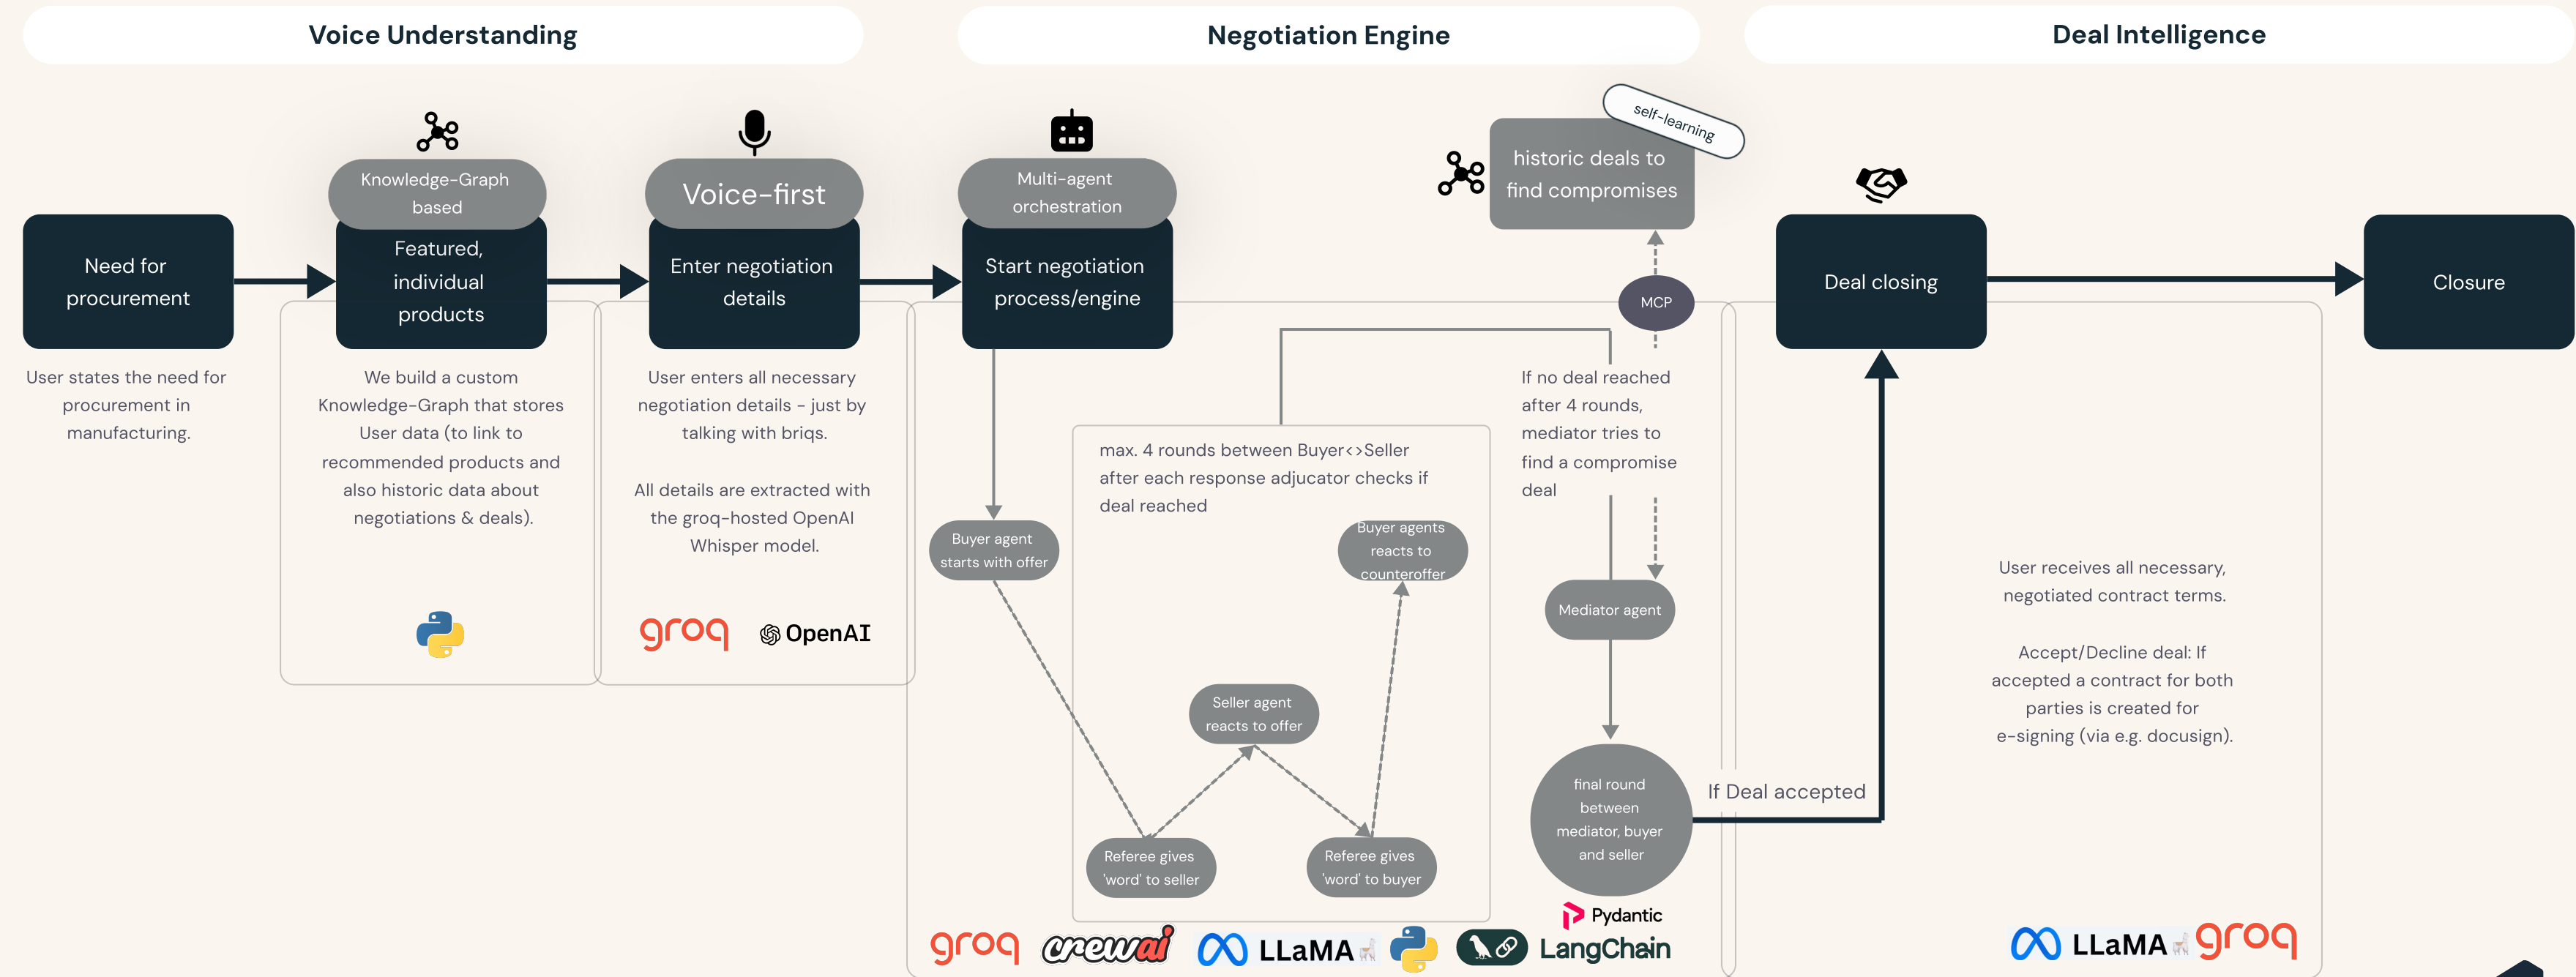 Voice Understanding
Negotiation Engine
Deal Intelligence
self-learning
Knowledge-Graph
based
Voice-first
Multi-agent
orchestration
historic deals to
find compromises
Need for
procurement
Featured,
individual
products
Enter negotiation
details
Start negotiation
process/engine
MCP
Deal closing
Closure
User states the need for
procurement in
manufacturing.
We build a custom
Knowledge-Graph that stores
User data (to link to
recommended products and
also historic data about
negotiations & deals).
User enters all necessary
negotiation details - just by
talking with briqs.
All details are extracted with
the groq-hosted OpenAI
Whisper model.
groq
OpenAI
Buyer agent
starts with offer
max. 4 rounds between Buyer<>Seller
after each response adjucator checks if
deal reached
Buyer agents
reacts to
counteroffer
Seller agent
reacts to offer
Referee gives
'word' to seller
Referee gives
'word' to buyer
If no deal reached
after 4 rounds,
mediator tries to
find a compromise
deal
Mediator agent
final round
between
mediator, buyer
and seller
If Deal accepted
User receives all necessary,
negotiated contract terms.
Accept/Decline deal: If
accepted a contract for both
parties is created for
e-signing (via e.g. docusign).
groq
crewai
LLaMA
Pydantic
LangChain
LLaMA
groq